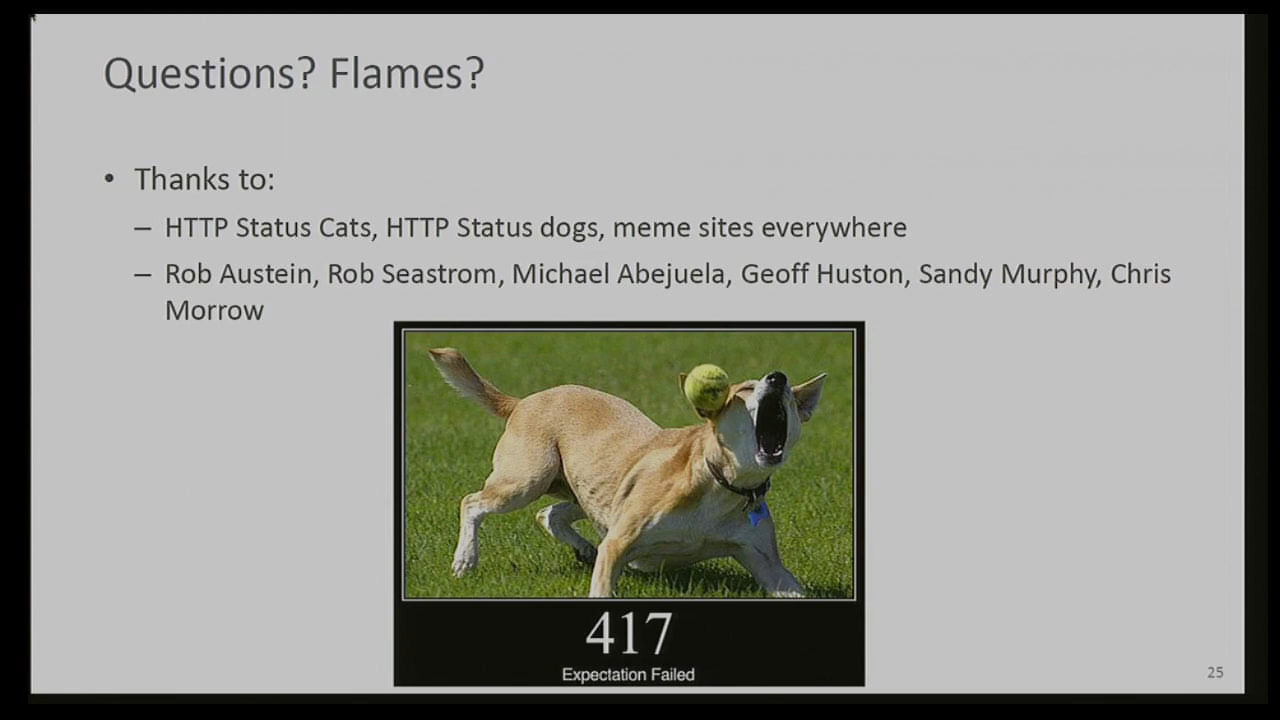 Questions? Flames?
• Thanks to:
– HTTP Status Cats, HTTP Status dogs, meme sites everywhere
– Rob Austein, Rob Seastrom, Michael Abejuela, Geoff Huston, Sandy Murphy, Chris
Morrow
417
Expectation Failed
25